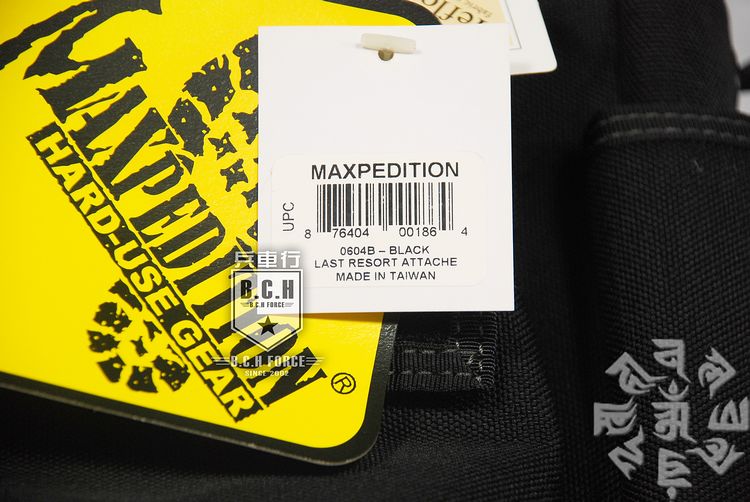 MAXPEDITION
HARD-USE GEAR
®
MAXPEDITION
UPC
8 76404 00186 4
0604B – BLACK
LAST RESORT ATTACHE
MADE IN TAIWAN
兵車行
B.C.H
B.C.H FORCE
B.C.H FORCE
SINCE 2002